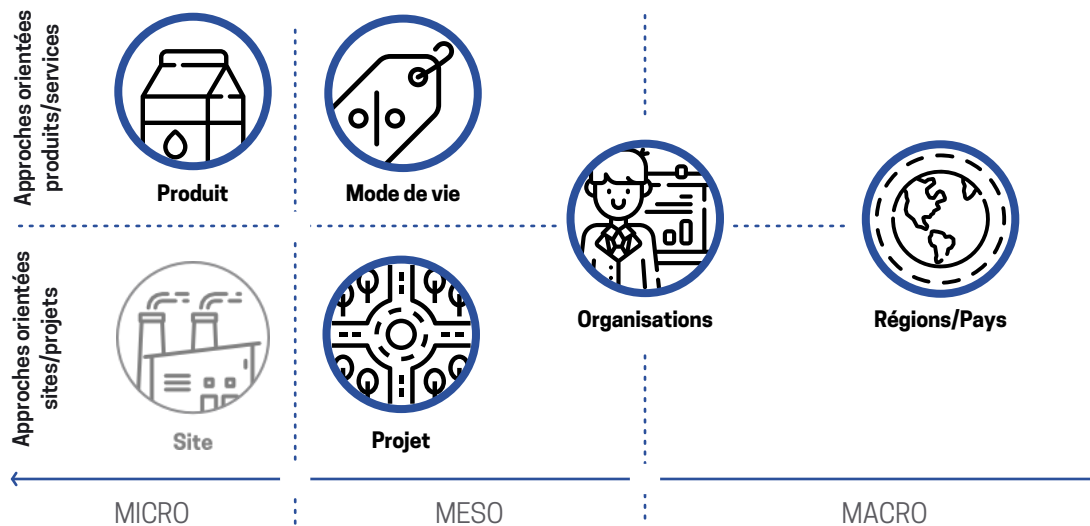 Approches orientées
produits/services
Produit
Mode de vie
Organisations
Régions/Pays
Approches orientées
sites/projets
Site
Projet
MICRO
MESO
MACRO